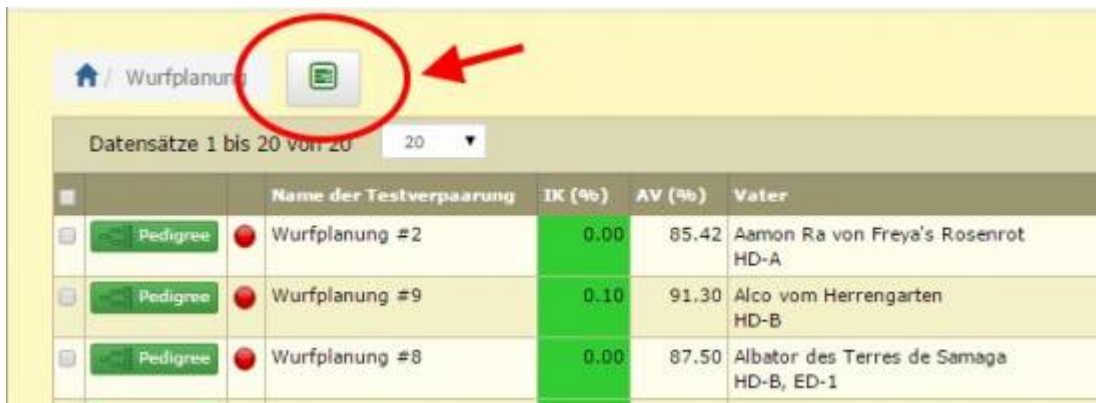 / Wurfplanung
Datensätze 1 bis 20 von 20 20
Name der Testverpaarung IK (%) AV (%) Vater
Pedigree Wurfplanung #2 0.00 85.42 Aamon Ra von Freya's Rosenrot
HD-A
Pedigree Wurfplanung #9 0.10 91.30 Alco vom Herrengarten
HD-B
Pedigree Wurfplanung #8 0.00 87.50 Albator des Terres de Samaga
HD-B, ED-1